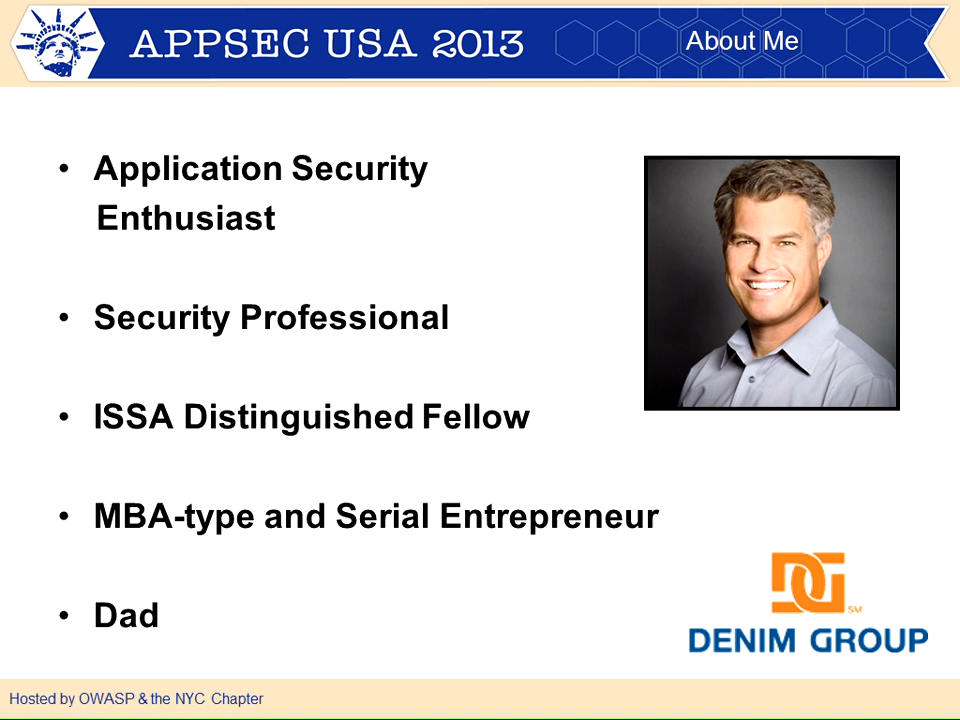 APPSEC USA 2013
About Me
• Application Security
Enthusiast
• Security Professional
• ISSA Distinguished Fellow
• MBA-type and Serial Entrepreneur
• Dad
DG SM
DENIM GROUP
Hosted by OWASP & the NYC Chapter